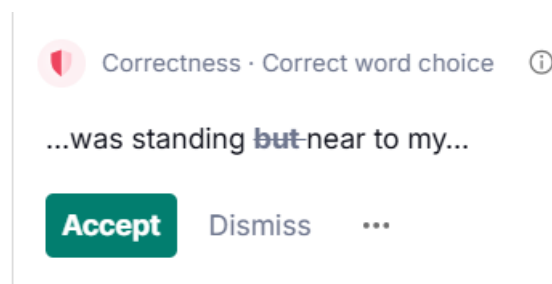 Correctness · Correct word choice
...was standing but near to my...
Accept Dismiss